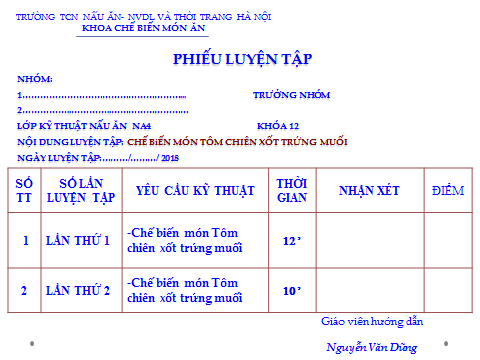 TRƯỜNG TCN NẤU ĂN- NVDL VÀ THỜI TRANG HÀ NỘI
KHOA CHẾ BIẾN MÓN ĂN
PHIẾU LUYỆN TẬP
NHÓM:
1…………………………………………….... TRƯỞNG NHÓM
2………………………………………………
LỚP KỸ THUẬT NẤU ĂN NA4 KHÓA 12
NỘI DUNG LUYỆN TẬP: CHẾ BiẾN MÓN TÔM CHIÊN XỐT TRỨNG MUỐI
NGÀY LUYỆN TẬP:………/………/ 2018
SỐ TT SỐ LẦN LUYỆN TẬP YÊU CẦU KỸ THUẬT THỜI GIAN NHẬN XÉT ĐIỂM
1 LẦN THỨ 1 -Chế biến món Tôm chiên xốt trứng muối 12’
2 LẦN THỨ 2 -Chế biến món Tôm chiên xốt trứng muối 10’
Giáo viên hướng dẫn
Nguyễn Văn Dũng